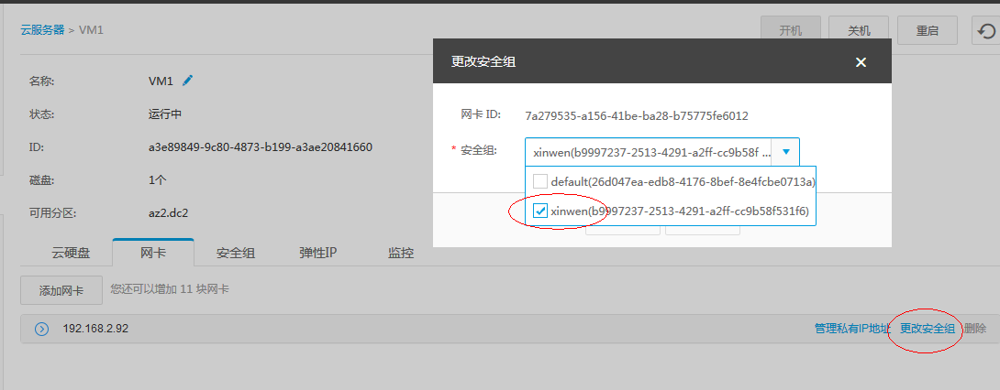 云服务器 > VM1
开机 关机 重启
更改安全组
名称: VM1
网卡 ID: 7a279535-a156-41be-ba28-b75775fe6012
状态: 运行中
* 安全组: xinwen(b9997237-2513-4291-a2ff-cc9b58f ...
ID: a3e89849-9c80-4873-b199-a3ae20841660
default(26d047ea-edb8-4176-8bef-8e4fcbe0713a)
磁盘: 1个
xinwen(b9997237-2513-4291-a2ff-cc9b58f531f6)
可用分区: az2.dc2
云硬盘 网卡 安全组 弹性IP 监控
添加网卡 您还可以增加 11 块网卡
192.168.2.92 管理私有IP地址 更改安全组 删除